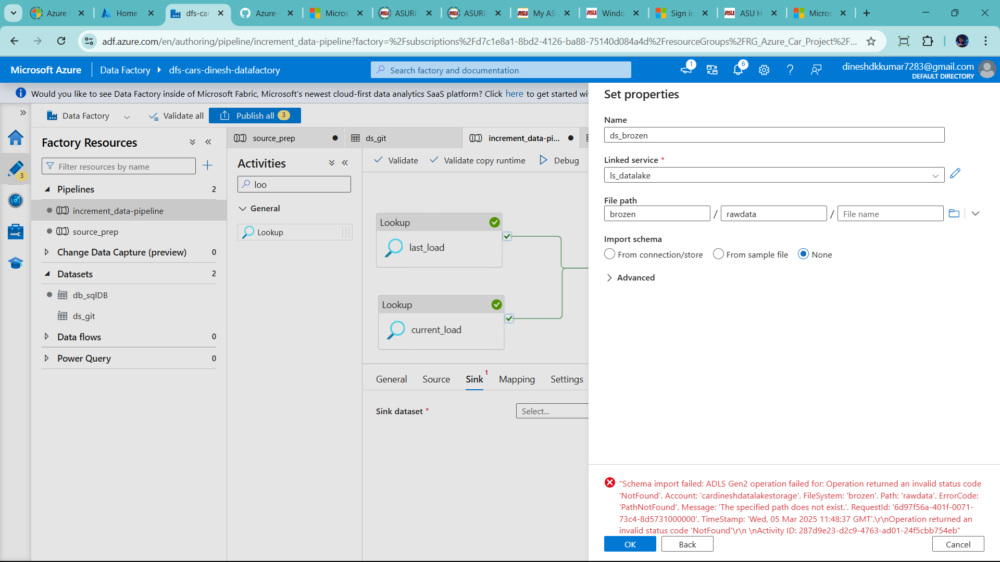 Azure
Home
dfs-cars
Azure-
Micros
ASURI
ASURI
My AS
Windo
Sign in
ASU H
Micros
adf.azure.com/en/authoring/pipeline/increment_data-pipeline?factory=%2Fsubscriptions%2Fd7c1e8a1-8bd2-4126-ba88-75140d084a4d%2FresourceGroups%2FRG_Azure_Car_Project%2F...
Microsoft Azure
Data Factory
dfs-cars-dinesh-datafactory
Search factory and documentation
1
6
dineshdkkumar7283@gmail.com
DEFAULT DIRECTORY
Would you like to see Data Factory inside of Microsoft Fabric, Microsoft's newest cloud-first data analytics SaaS platform? Click here to get started wi
Data Factory
Validate all
Publish all 3
3
Factory Resources
Filter resources by name
Pipelines 2
increment_data-pipeline
source_prep
Change Data Capture (preview) 0
Datasets 2
db_sqlDB
ds_git
Data flows 0
Power Query 0
source_prep
ds_git
increment_data-pi...
Activities
loo
General
Lookup
Validate
Validate copy runtime
Debug
Lookup
last_load
Lookup
current_load
General
Source
Sink 1
Mapping
Settings
Sink dataset *
Select...
Set properties
Name
ds_brozen
Linked service *
ls_datalake
File path
brozen / rawdata / File name
Import schema
From connection/store
From sample file
None
Advanced
"Schema import failed: ADLS Gen2 operation failed for: Operation returned an invalid status code
'NotFound'. Account: 'cardineshdatalakestorage'. FileSystem: 'brozen'. Path: 'rawdata'. ErrorCode:
'PathNotFound'. Message: 'The specified path does not exist.'. RequestId: '6d97f56a-401f-0071-
73c4-8d5731000000'. TimeStamp: 'Wed, 05 Mar 2025 11:48:37 GMT'.\r\nOperation returned an
invalid status code 'NotFound'\r\n \nActivity ID: 287d9e23-d2c9-4763-ad01-24f5cbb754eb"
OK
Back
Cancel